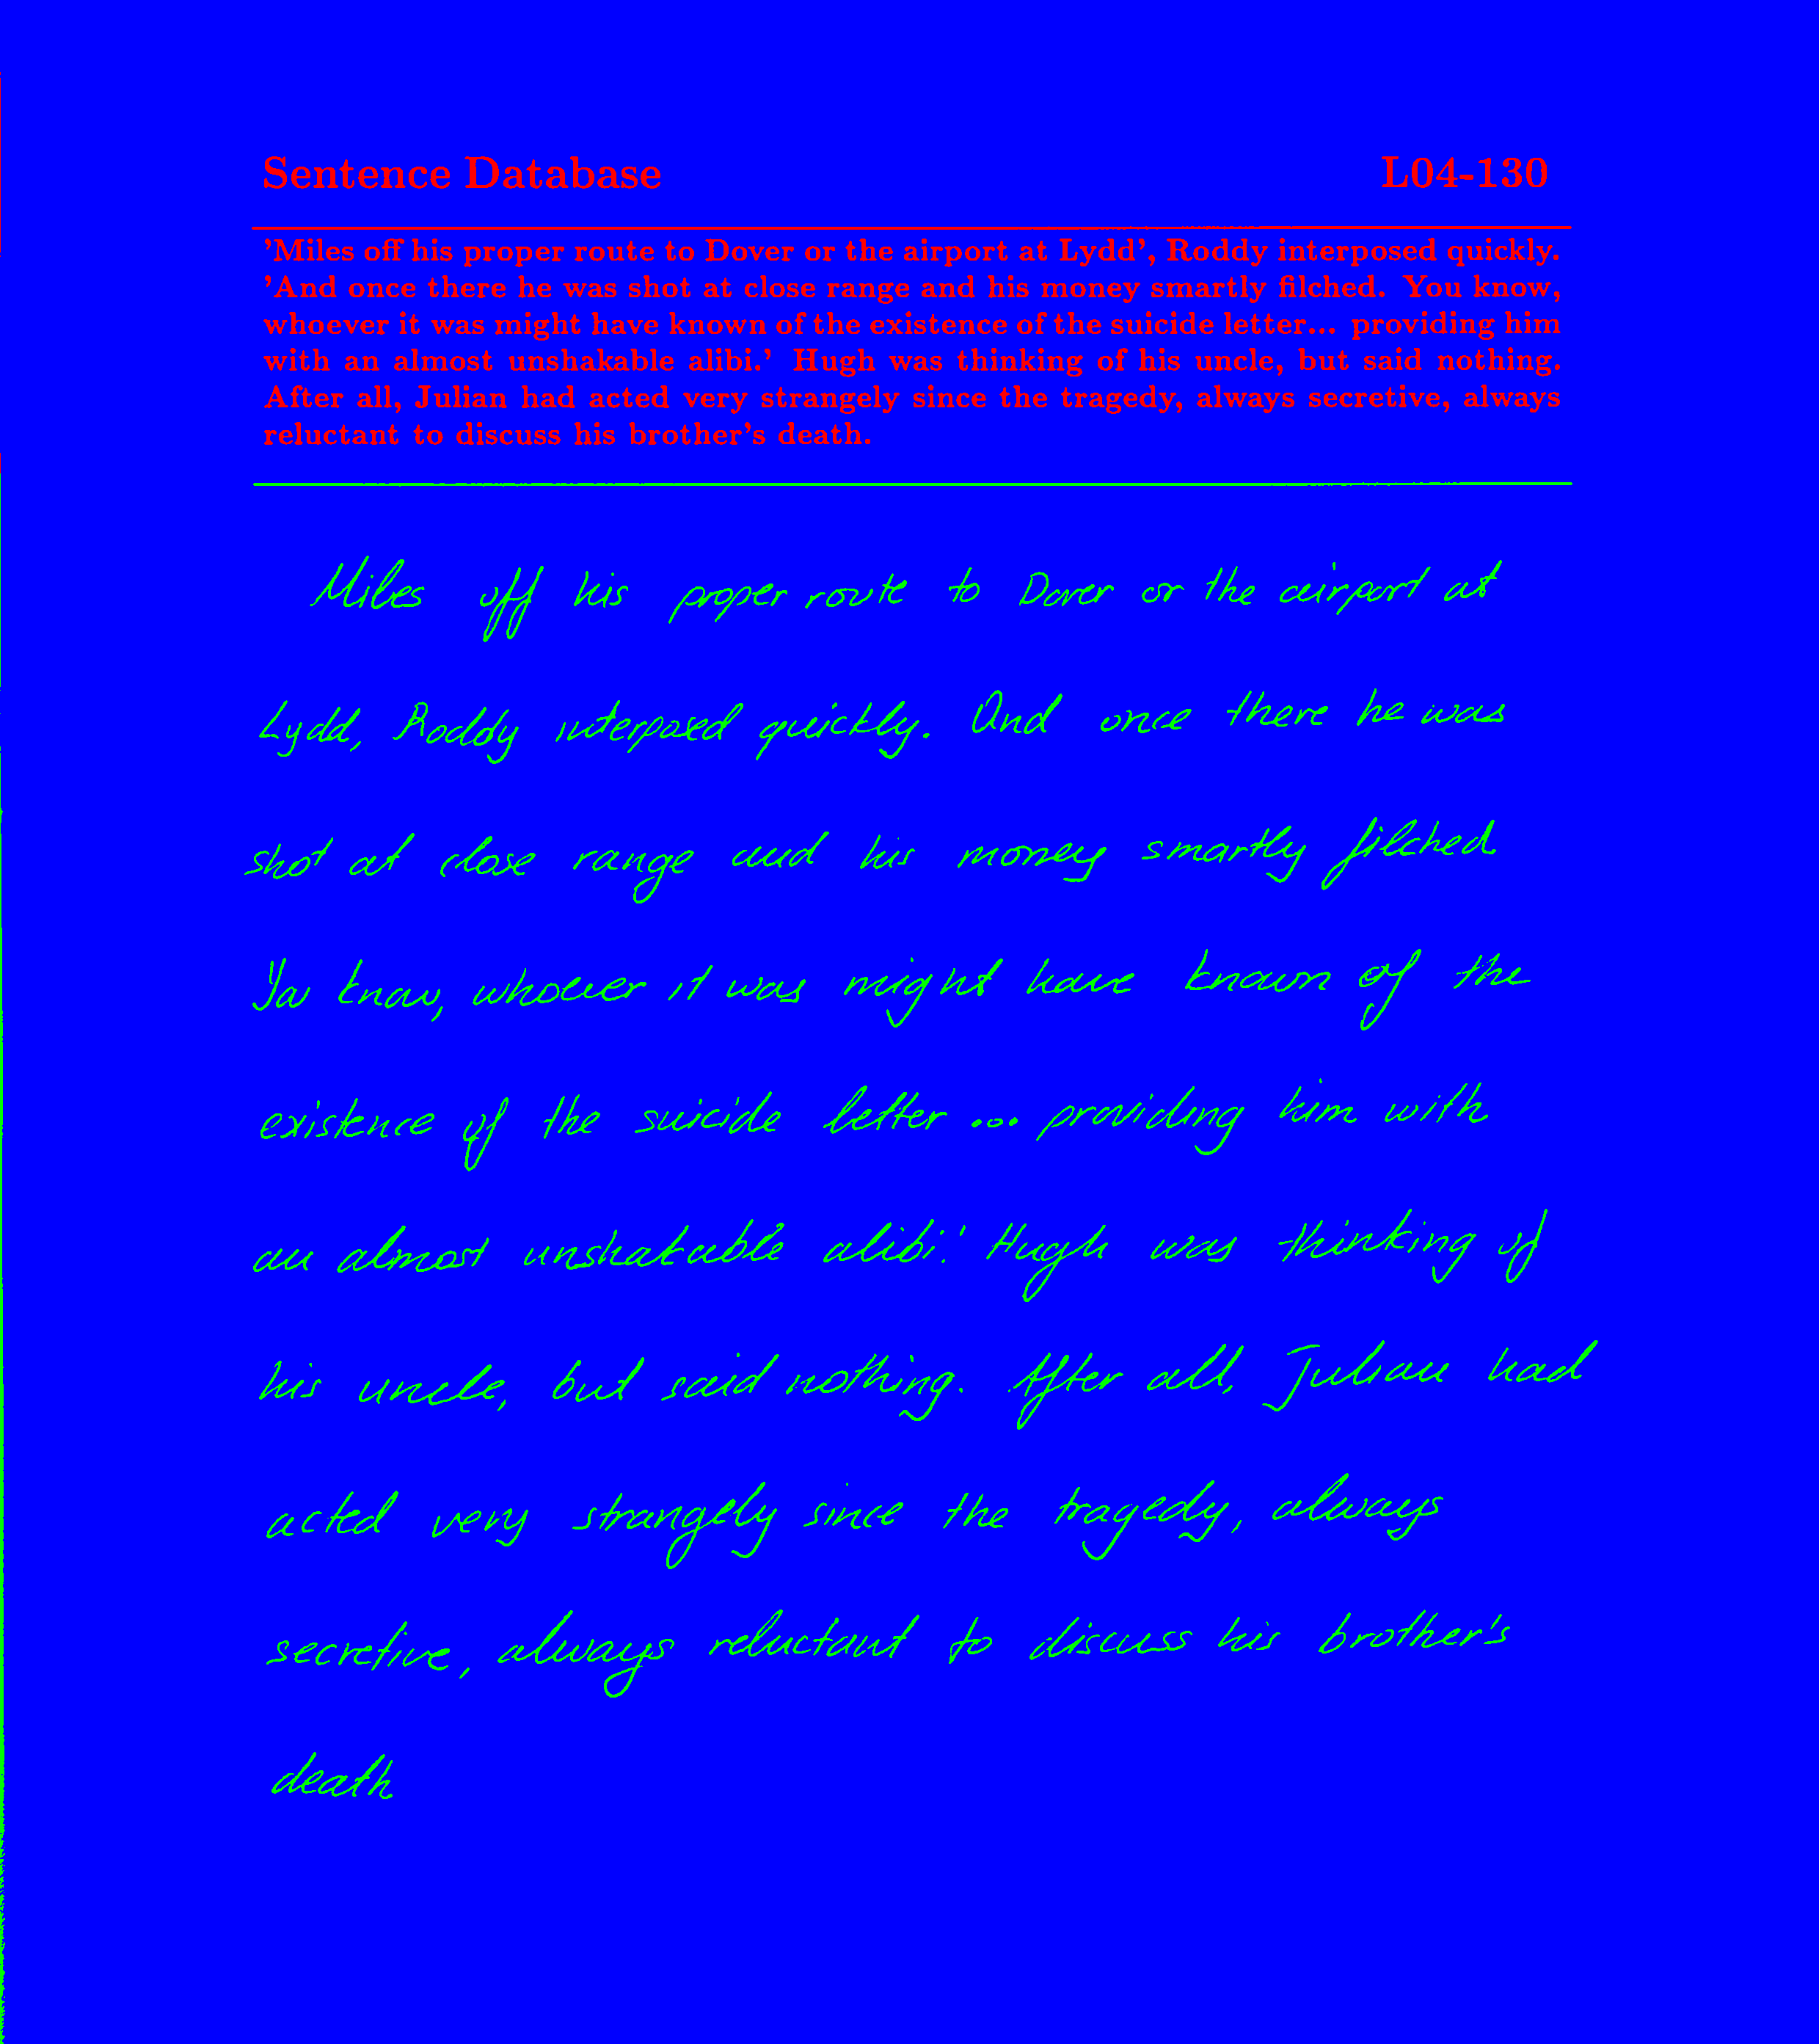 Sentence Database L04-130
'Miles off his proper route to Dover or the airport at Lydd', Roddy interposed quickly.
'And once there he was shot at close range and his money smartly filched. You know,
whoever it was might have known of the existence of the suicide letter... providing him
with an almost unshakable alibi.' Hugh was thinking of his uncle, but said nothing.
After all, Julian had acted very strangely since the tragedy, always secretive, always
reluctant to discuss his brother's death.
Miles off his proper route to Dover or the airport at
Lydd, Roddy interposed quickly. And once there he was
shot at close range and his money smartly filched.
You know, whoever it was might have known of the
existence of the suicide letter... providing him with
an almost unshakable alibi.' Hugh was thinking of
his uncle, but said nothing. After all, Julian had
acted very strangely since the tragedy, always
secretive, always reluctant to discuss his brother's
death